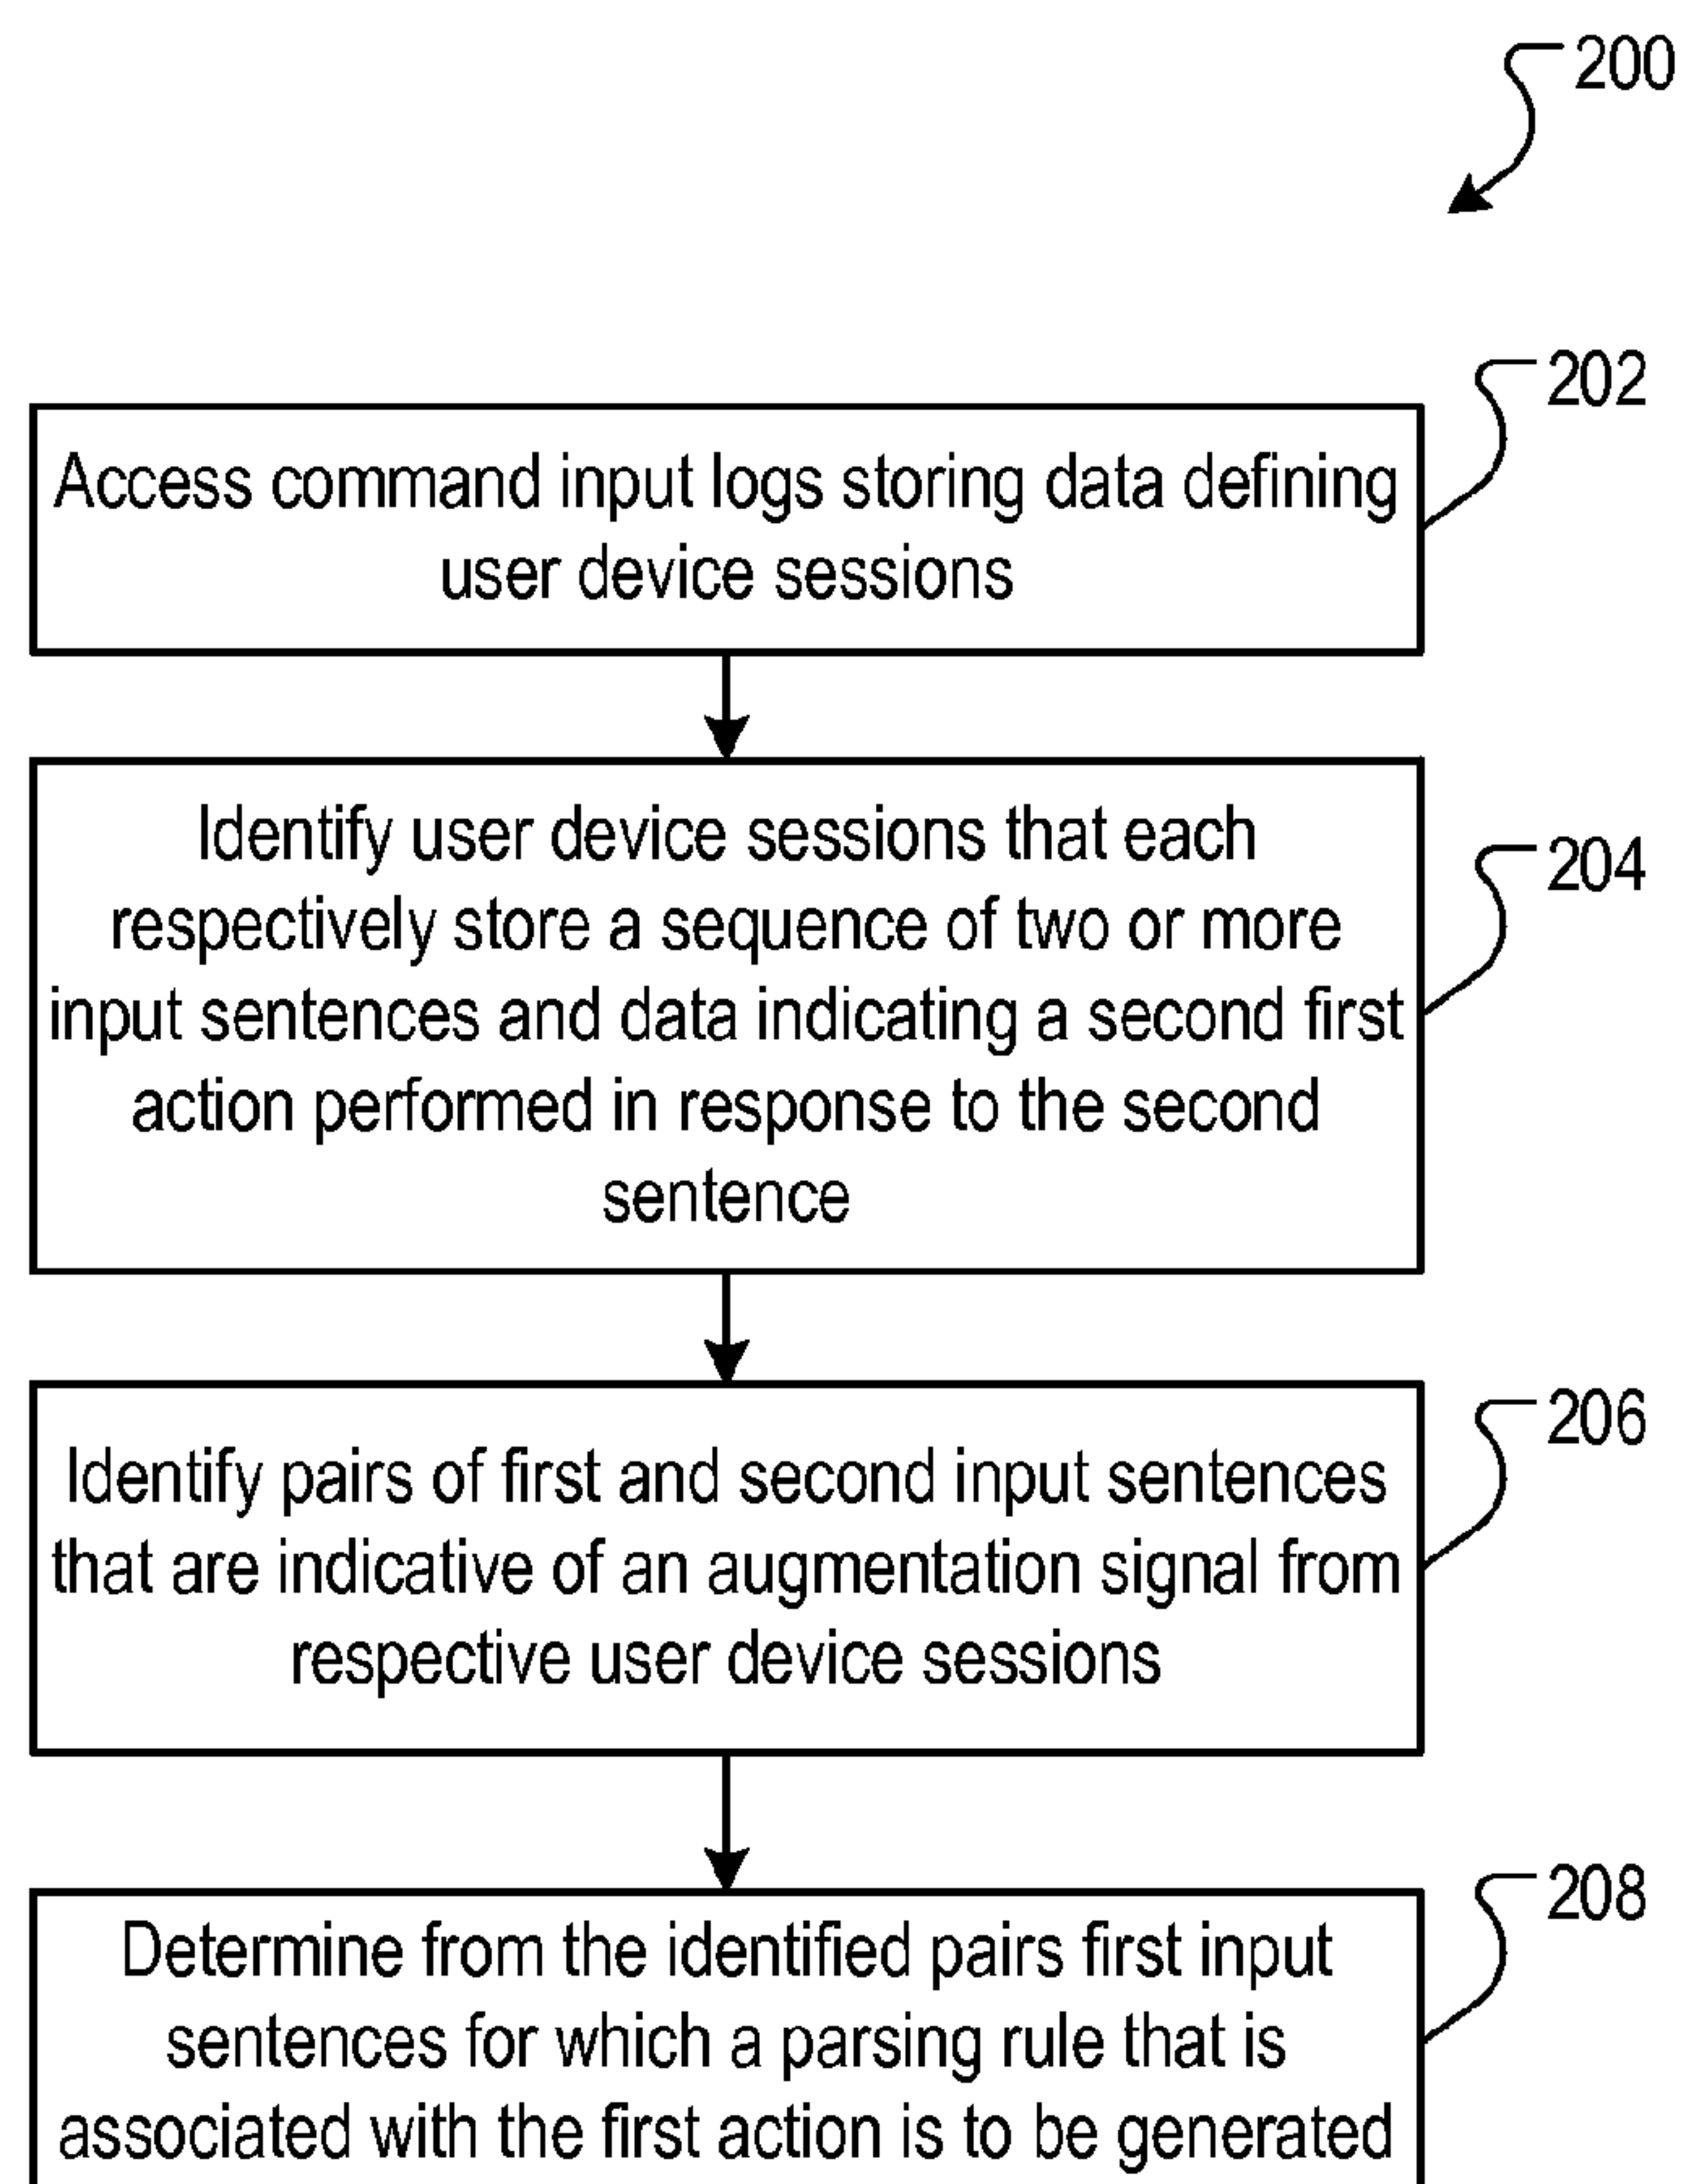 200
202
Access command input logs storing data defining
user device sessions
204
Identify user device sessions that each
respectively store a sequence of two or more
input sentences and data indicating a second first
action performed in response to the second
sentence
206
Identify pairs of first and second input sentences
that are indicative of an augmentation signal from
respective user device sessions
208
Determine from the identified pairs first input
sentences for which a parsing rule that is
associated with the first action is to be generated